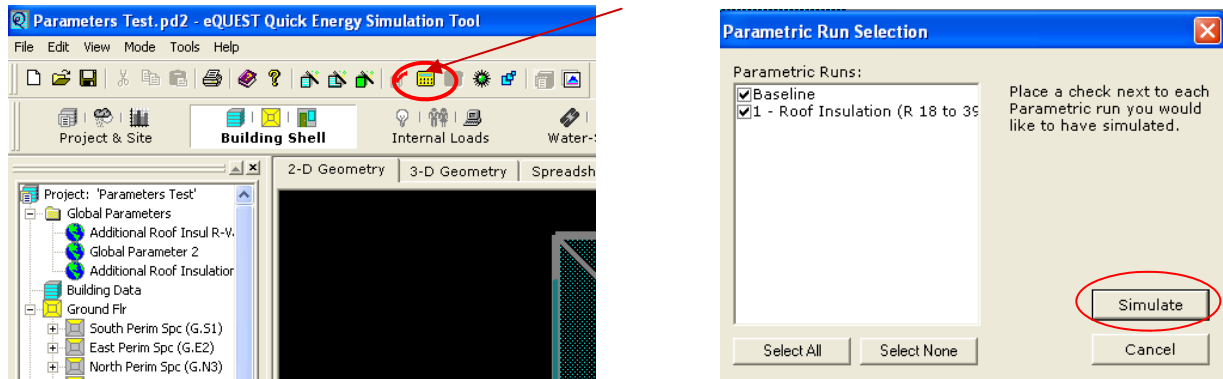 Parameters Test.pd2 - eQUEST Quick Energy Simulation Tool
File Edit View Mode Tools Help
Project & Site
Building Shell
Internal Loads
Water-
2-D Geometry
3-D Geometry
Spreadsh
Project: 'Parameters Test'
Global Parameters
Additional Roof Insul R-V
Global Parameter 2
Additional Roof Insulation
Building Data
Ground Flr
South Perim Spc (G.S1)
East Perim Spc (G.E2)
North Perim Spc (G.N3)
Parametric Run Selection
Parametric Runs:
Baseline
1 - Roof Insulation (R 18 to 39
Place a check next to each
Parametric run you would
like to have simulated.
Simulate
Select All
Select None
Cancel